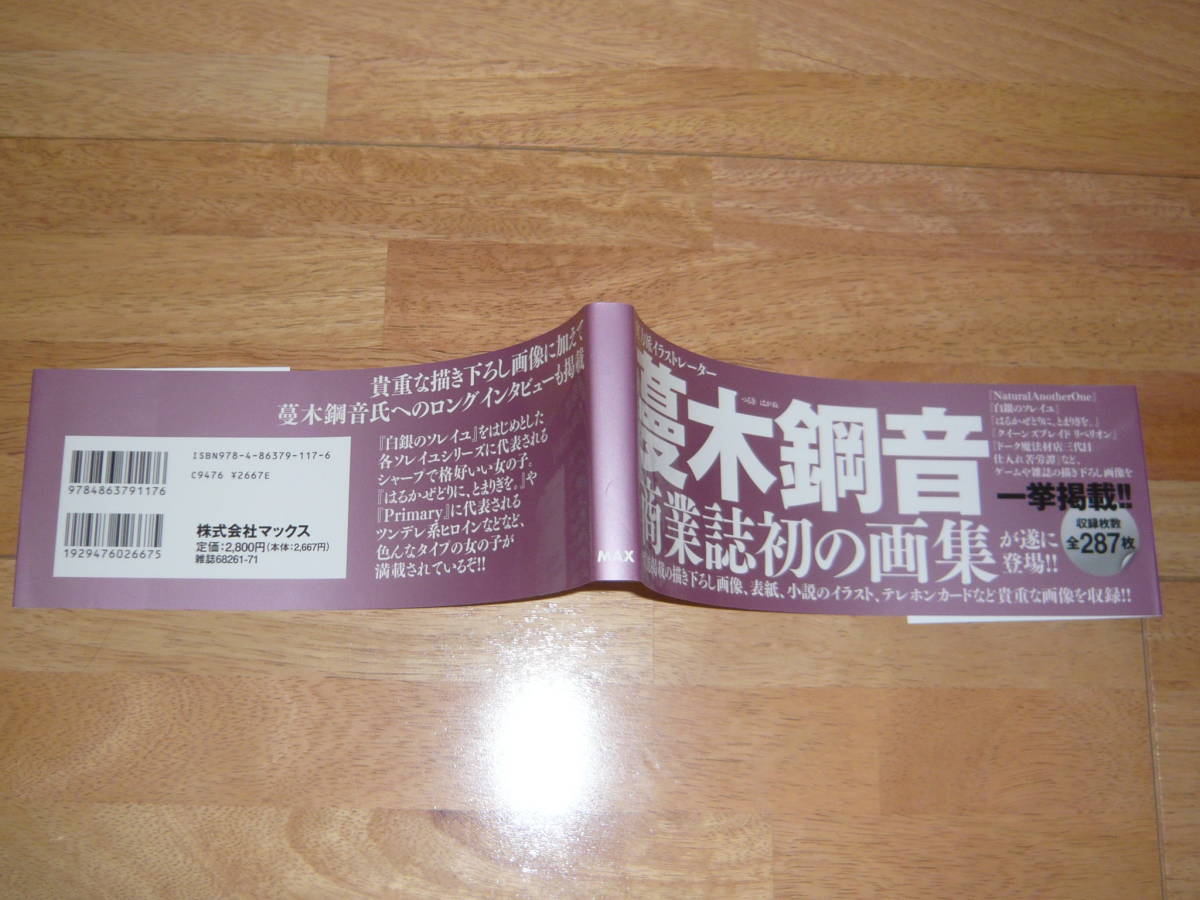 貴重な描き下ろし画像に加えて
蔓木鋼音氏へのロングインタビューも掲載
『白銀のソレイユ』をはじめとした
各ソレイユシリーズに代表される
シャープで格好いい女の子。
『はるかぜどりに、とまりぎを。』や
『Primary』に代表される
ツンデレ系ヒロインなどなど、
色んなタイプの女の子が
満載されているぞ!!
ISBN978-4-86379-117-6
C9476 ¥2667E
9784863791176
1929476026675
株式会社マックス
定価:2,800円(本体:2,667円)
雑誌68261-71
MAX
イラストレーター
蔓木鋼音
つるぎ はがね
商業誌初の画集
が遂に
登場!!
掲載の描き下ろし画像、表紙、小説のイラスト、テレホンカードなど貴重な画像を収録!!
『NaturalAnotherOne』
『白銀のソレイユ』
『はるかぜどりに、とまりぎを。』
『クイーンズブレイド リベリオン』
『ドーク魔法材店三代目
仕入れ苦労譚』など、
ゲームや雑誌の描き下ろし画像を
一挙掲載!!
収録枚数
全287枚